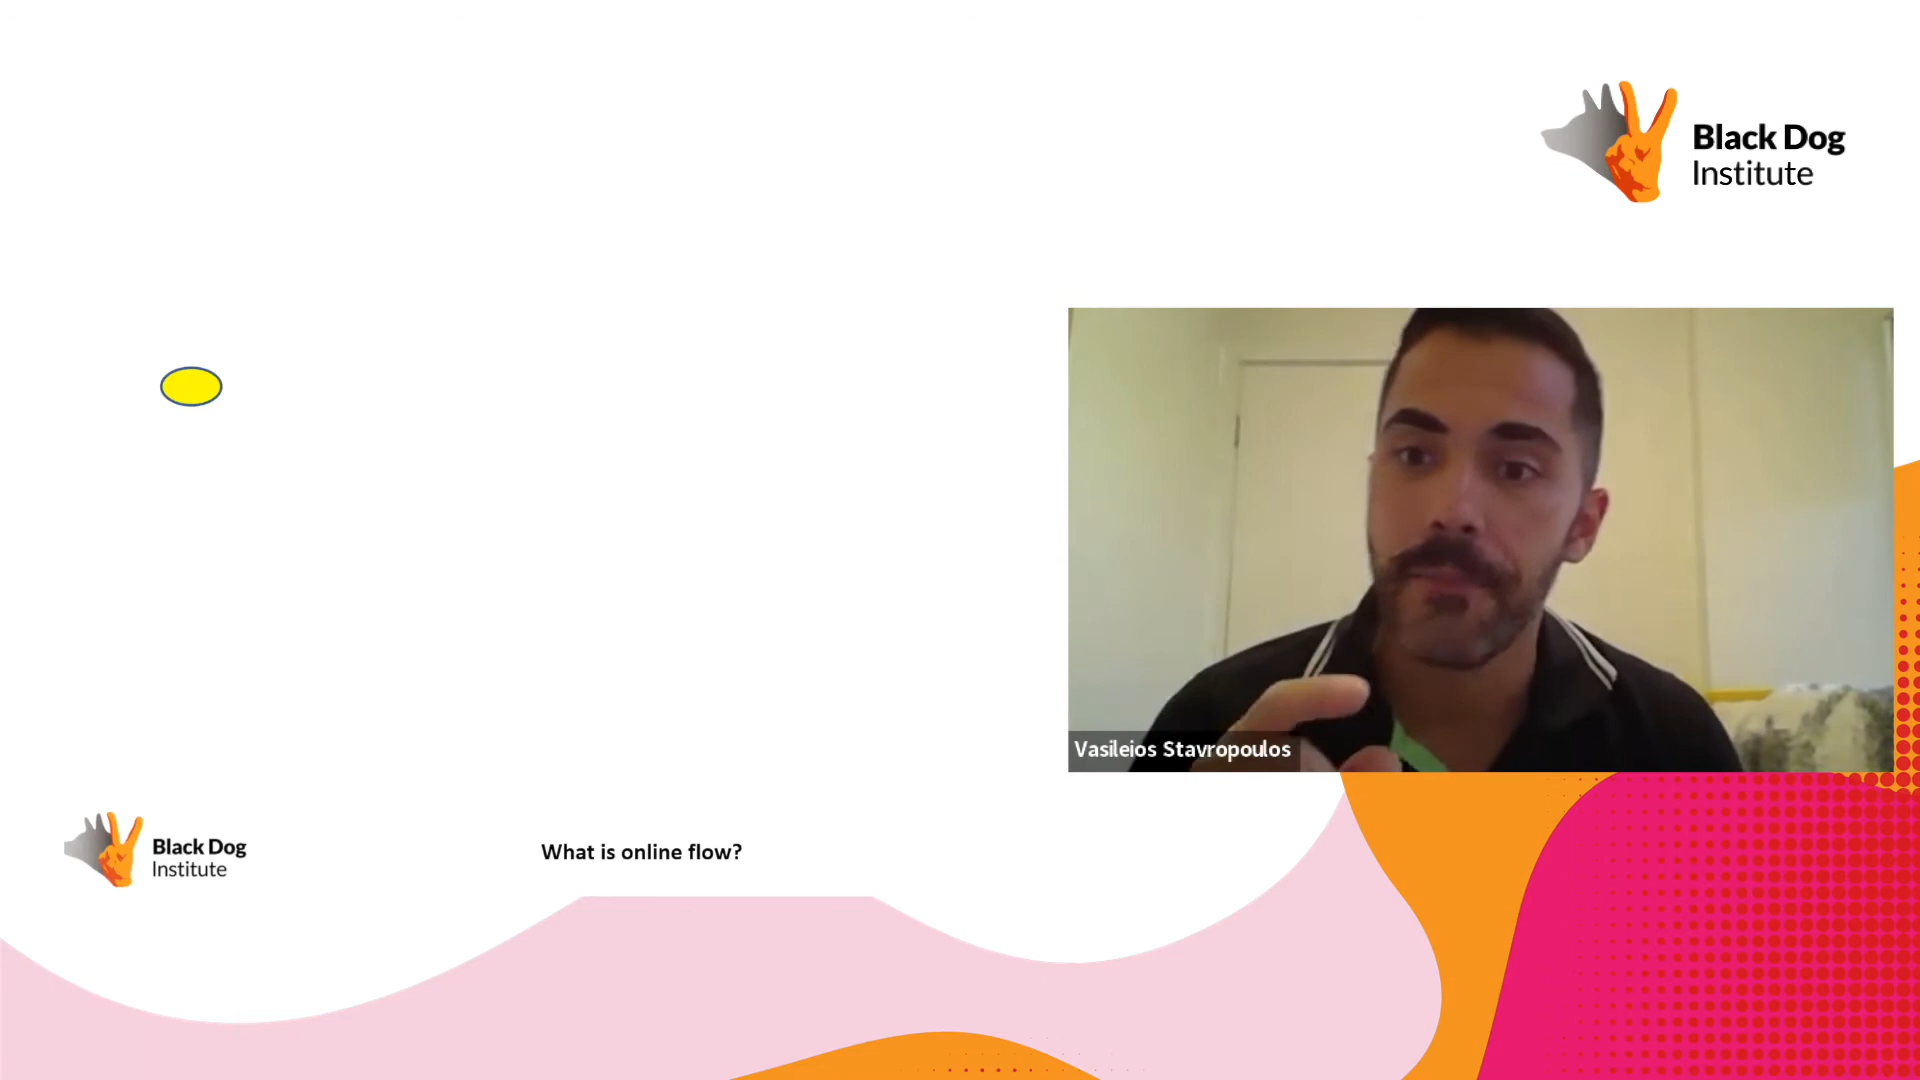 Black Dog
Institute
Vasileios Stavropoulos
Black Dog
Institute
What is online flow?